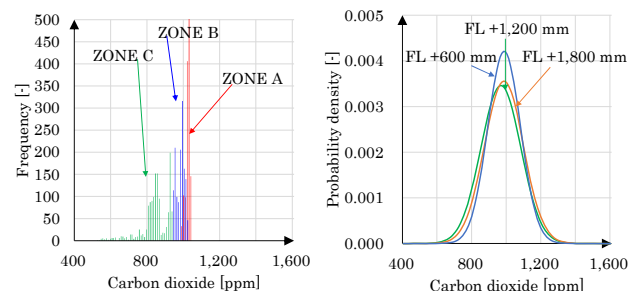 500
450
400
350
300
250
200
150
100
50
0
Frequency [-]
ZONE B
ZONE C
ZONE A
400
800
1,200
1,600
Carbon dioxide [ppm]
0.005
0.004
0.003
0.002
0.001
0.000
Probability density [-]
FL +1,200 mm
FL +600 mm
FL +1,800 mm
400
800
1,200
1,600
Carbon dioxide [ppm]